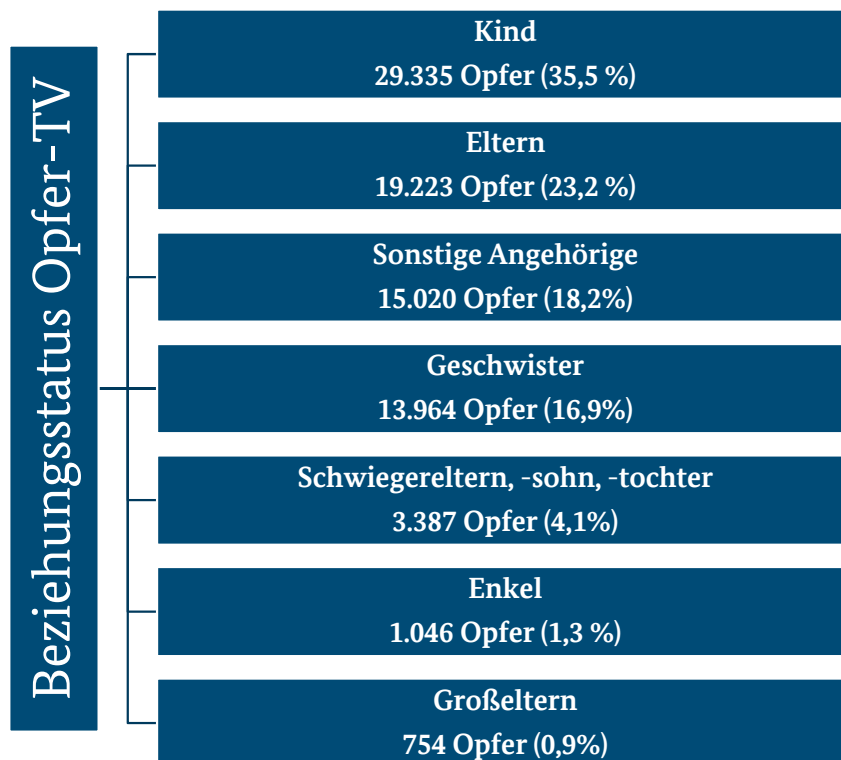 Beziehungsstatus Opfer-TV
Kind
29.335 Opfer (35,5 %)
Eltern
19.223 Opfer (23,2 %)
Sonstige Angehörige
15.020 Opfer (18,2%)
Geschwister
13.964 Opfer (16,9%)
Schwiegereltern, -sohn, -tochter
3.387 Opfer (4,1%)
Enkel
1.046 Opfer (1,3 %)
Großeltern
754 Opfer (0,9%)